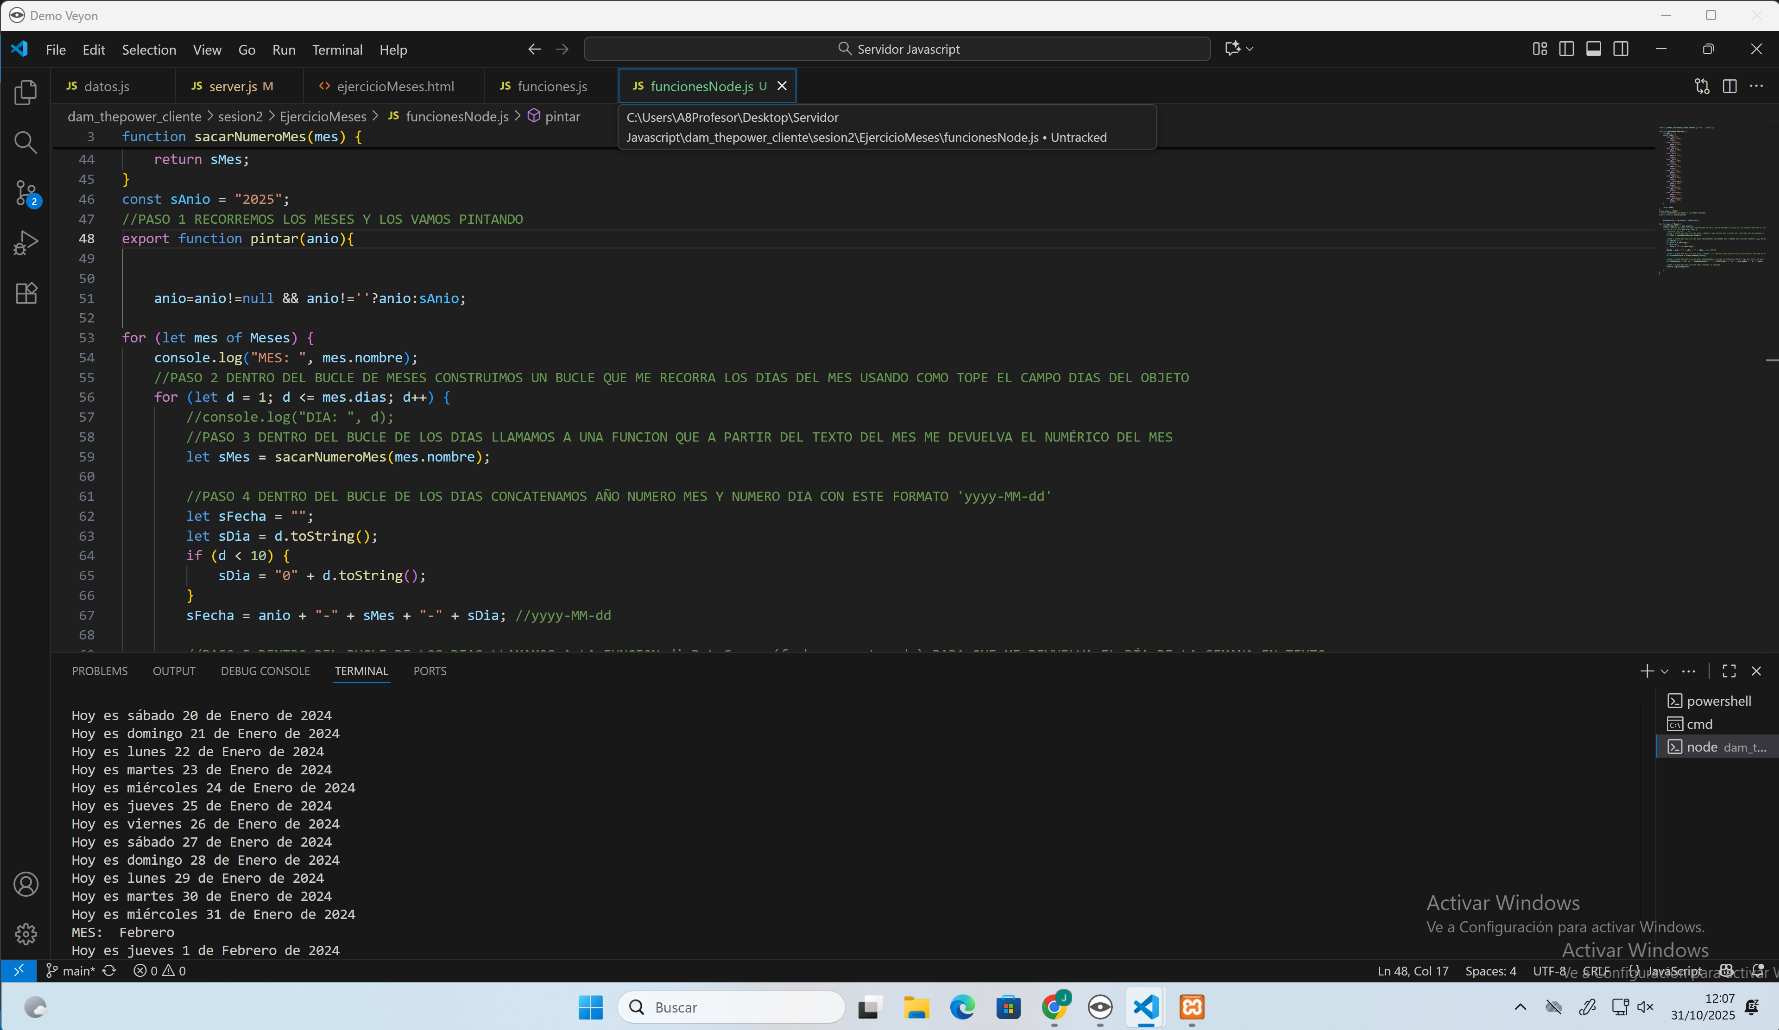 Demo Veyon
File Edit Selection View Go Run Terminal Help
Servidor Javascript
JS datos.js
JS server.js M
<> ejercicioMeses.html
JS funciones.js
JS funcionesNode.js U
dam_thepower_cliente > sesion2 > EjercicioMeses > JS funcionesNode.js > pintar
C:\Users\A8Profesor\Desktop\Servidor
Javascript\dam_thepower_cliente\sesion2\EjercicioMeses\funcionesNode.js • Untracked
3 function sacarNumeroMes(mes) {
44 return sMes;
45 }
46 const sAnio = "2025";
47 //PASO 1 RECORREMOS LOS MESES Y LOS VAMOS PINTANDO
48 export function pintar(anio){
49
50
51 anio=anio!=null && anio!=''?anio:sAnio;
52
53 for (let mes of Meses) {
54 console.log("MES: ", mes.nombre);
55 //PASO 2 DENTRO DEL BUCLE DE MESES CONSTRUIMOS UN BUCLE QUE ME RECORRA LOS DIAS DEL MES USANDO COMO TOPE EL CAMPO DIAS DEL OBJETO
56 for (let d = 1; d <= mes.dias; d++) {
57 //console.log("DIA: ", d);
58 //PASO 3 DENTRO DEL BUCLE DE LOS DIAS LLAMAMOS A UNA FUNCION QUE A PARTIR DEL TEXTO DEL MES ME DEVUELVA EL NUMÉRICO DEL MES
59 let sMes = sacarNumeroMes(mes.nombre);
60
61 //PASO 4 DENTRO DEL BUCLE DE LOS DIAS CONCATENAMOS AÑO NUMERO MES Y NUMERO DIA CON ESTE FORMATO 'yyyy-MM-dd'
62 let sFecha = "";
63 let sDia = d.toString();
64 if (d < 10) {
65 sDia = "0" + d.toString();
66 }
67 sFecha = anio + "-" + sMes + "-" + sDia; //yyyy-MM-dd
68
PROBLEMS OUTPUT DEBUG CONSOLE TERMINAL PORTS
Hoy es sábado 20 de Enero de 2024
Hoy es domingo 21 de Enero de 2024
Hoy es lunes 22 de Enero de 2024
Hoy es martes 23 de Enero de 2024
Hoy es miércoles 24 de Enero de 2024
Hoy es jueves 25 de Enero de 2024
Hoy es viernes 26 de Enero de 2024
Hoy es sábado 27 de Enero de 2024
Hoy es domingo 28 de Enero de 2024
Hoy es lunes 29 de Enero de 2024
Hoy es martes 30 de Enero de 2024
Hoy es miércoles 31 de Enero de 2024
MES: Febrero
Hoy es jueves 1 de Febrero de 2024
powershell
cmd
node dam_t...
2
Activar Windows
Ve a Configuración para activar Windows.
Activar Windows
Ve a Configuración para activar W
main* 0 0
Ln 48, Col 17 Spaces: 4 UTF-8 CRLF {} JavaScript
Buscar
J
12:07
31/10/2025